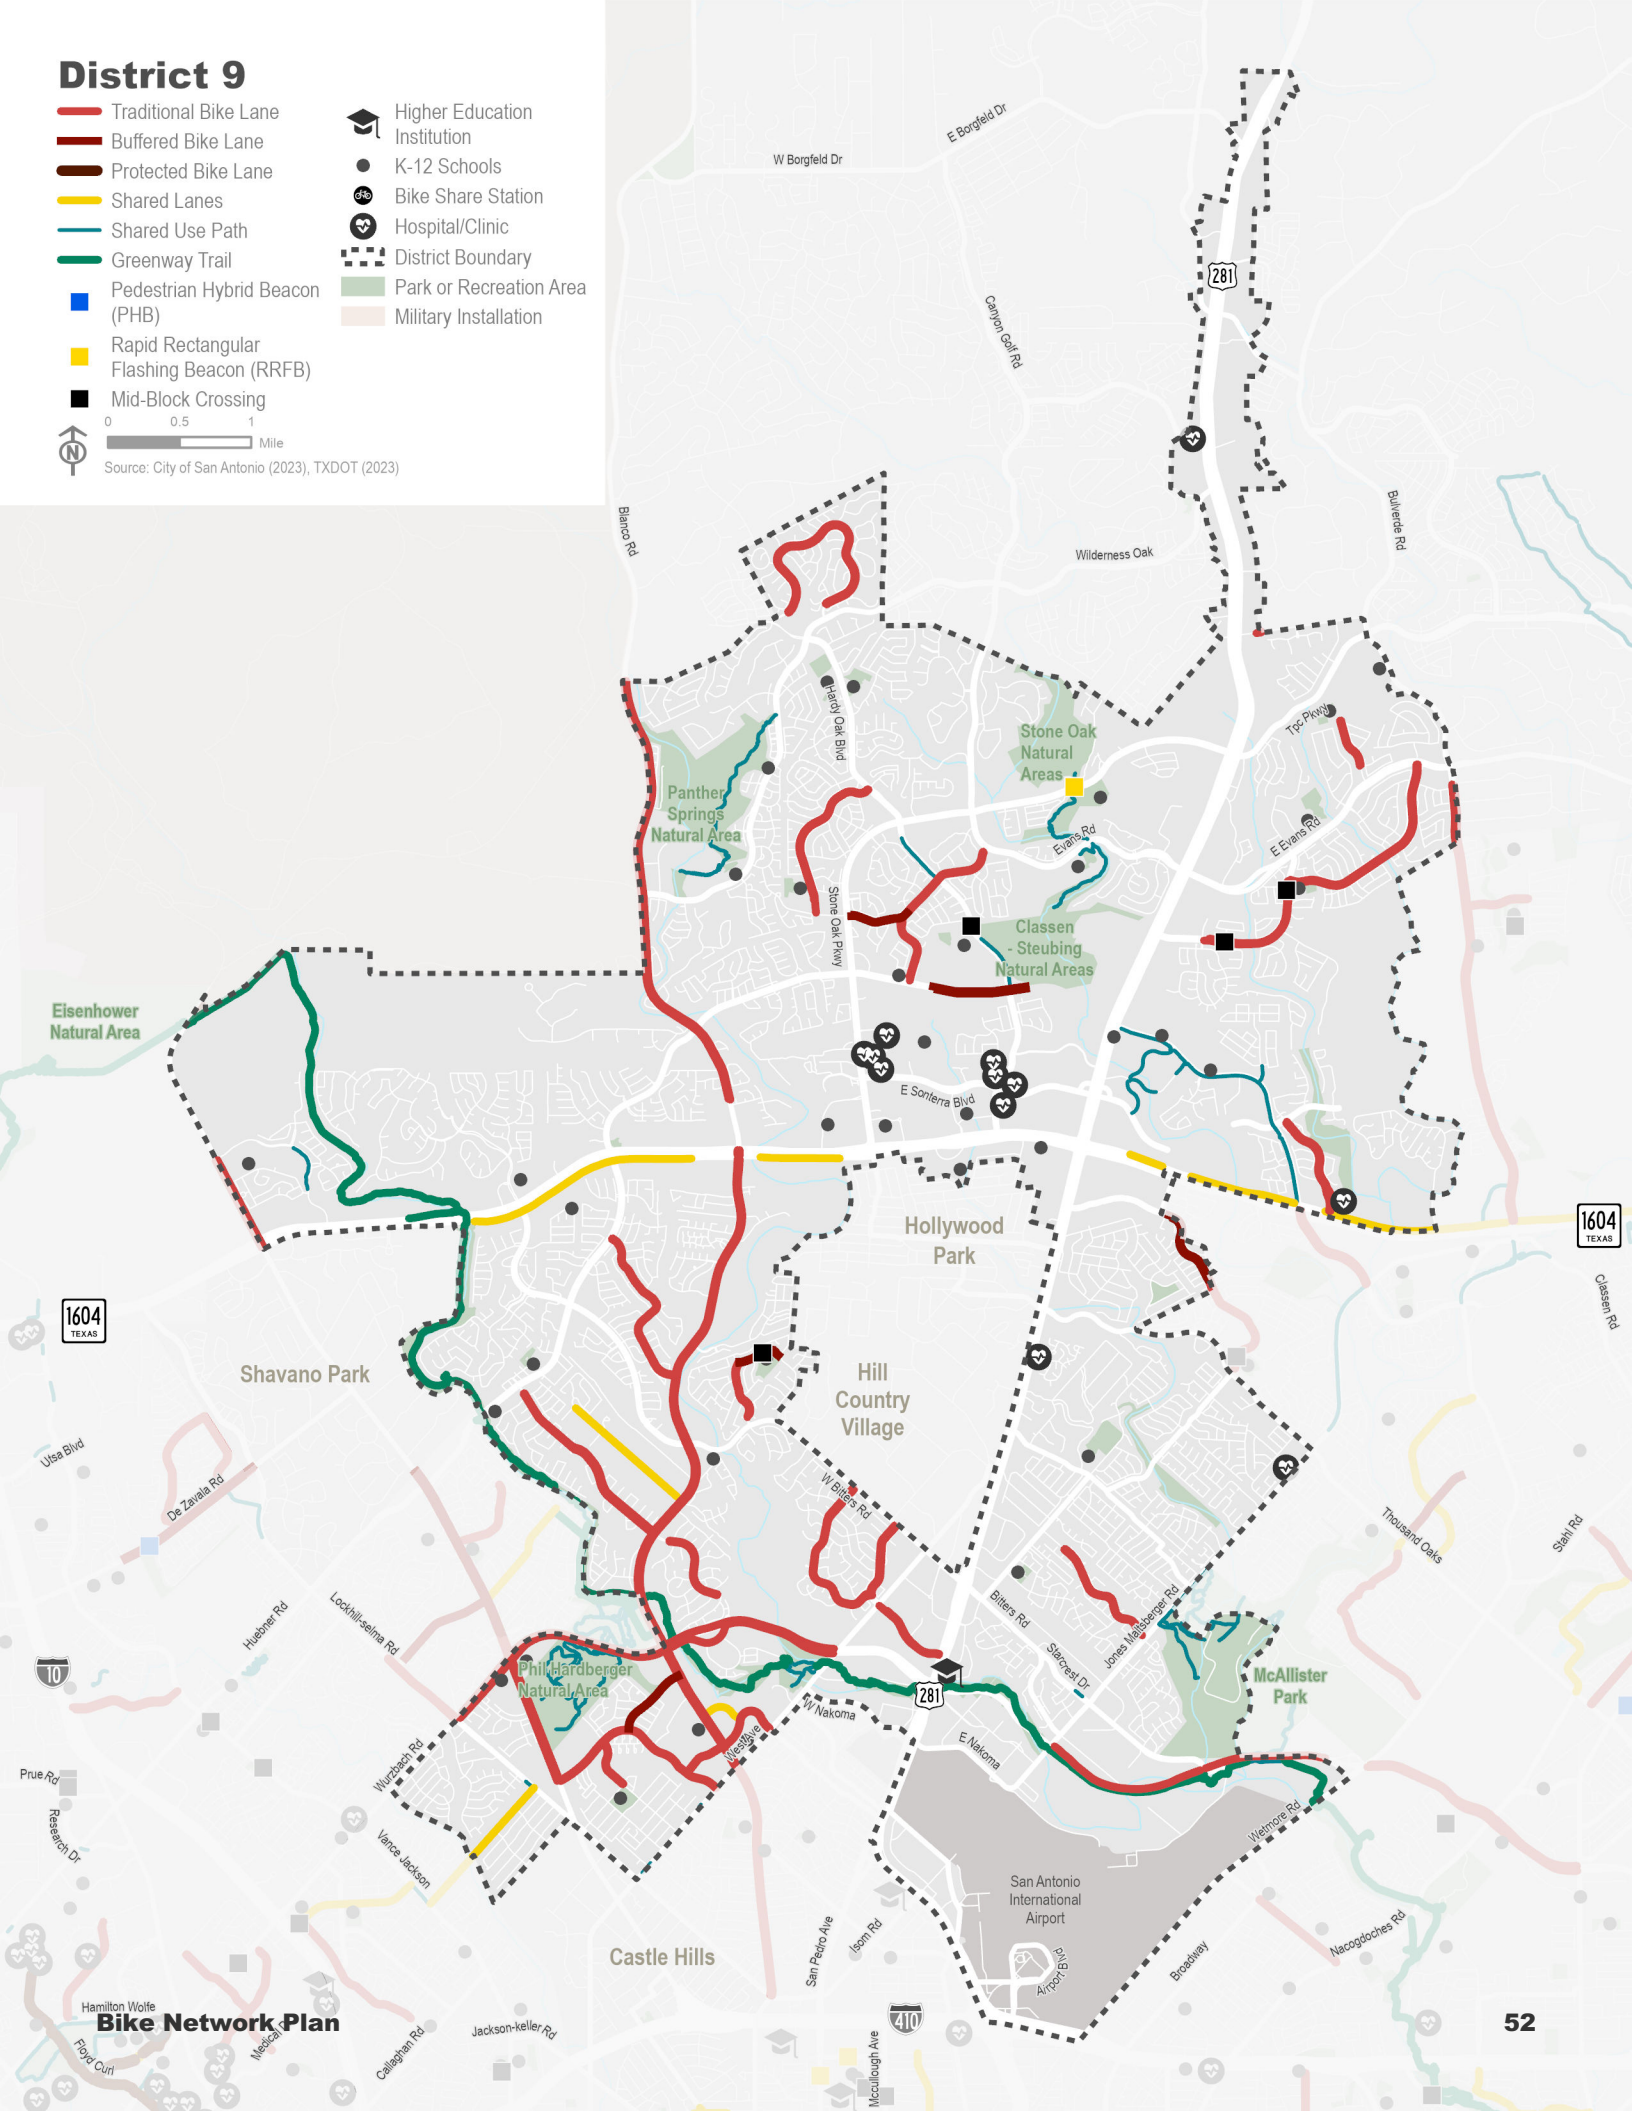 District 9
Traditional Bike Lane
Buffered Bike Lane
Protected Bike Lane
Shared Lanes
Shared Use Path
Greenway Trail
Pedestrian Hybrid Beacon
(PHB)
Rapid Rectangular
Flashing Beacon (RRFB)
Mid-Block Crossing
Higher Education
Institution
K-12 Schools
Bike Share Station
Hospital/Clinic
District Boundary
Park or Recreation Area
Military Installation
0 0.5 1
Mile
N
Source: City of San Antonio (2023), TXDOT (2023)
E Borgfeld Dr
W Borgfeld Dr
281
Canyon Golf Rd
Blanco Rd
Bulverde Rd
Wilderness Oak
Hardy Oak Blvd
Tpc Pkwy
Stone Oak
Natural
Areas
Panther
Springs
Natural Area
Evans Rd
E Evans Rd
Stone Oak Pkwy
Classen
- Steubing
Natural Areas
Eisenhower
Natural Area
E Sonterra Blvd
Hollywood
Park
1604
TEXAS
Classen Rd
1604
TEXAS
Shavano Park
Hill
Country
Village
Utsa Blvd
De Zavala Rd
W Bitters Rd
Thousand Oaks
Stahl Rd
Huebner Rd
Lockhill-selma Rd
Bitters Rd
Jones Maltsberger Rd
Starcrest Dr
10
Phil Hardberger
Natural Area
McAllister
Park
281
W Nakoma
E Nakoma
West Ave
Wurzbach Rd
Prue Rd
Research Dr
Vance Jackson
Wetmore Rd
San Antonio
International
Airport
Airport Blvd
Castle Hills
San Pedro Ave
Isom Rd
Broadway
Nacogdoches Rd
Hamilton Wolfe
Bike Network Plan
Medical
Floyd Curl
Callaghan Rd
Jackson-keller Rd
410
Mccullough Ave
52